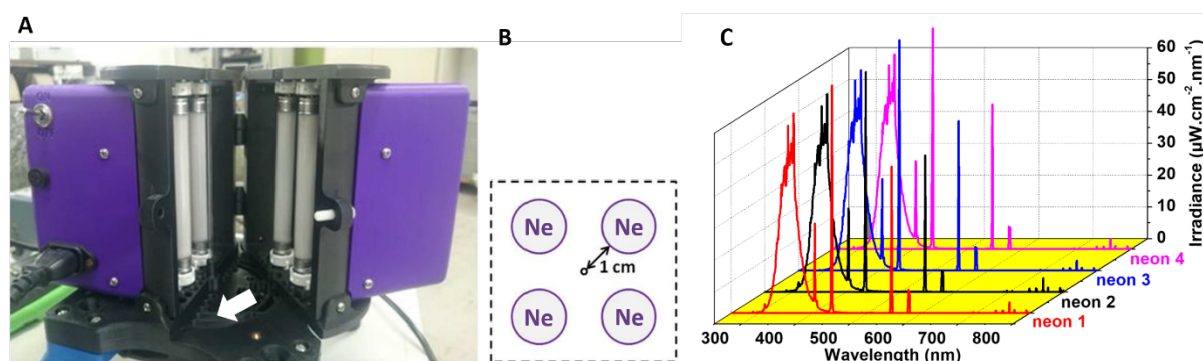 A
B
C
ON
Ne
Ne
1 cm
Ne
Ne
60
50
40
30
20
10
0
Irradiance (µW.cm⁻².nm⁻¹)
neon 4
neon 3
neon 2
neon 1
300 400 500 600 700 800
Wavelength (nm)